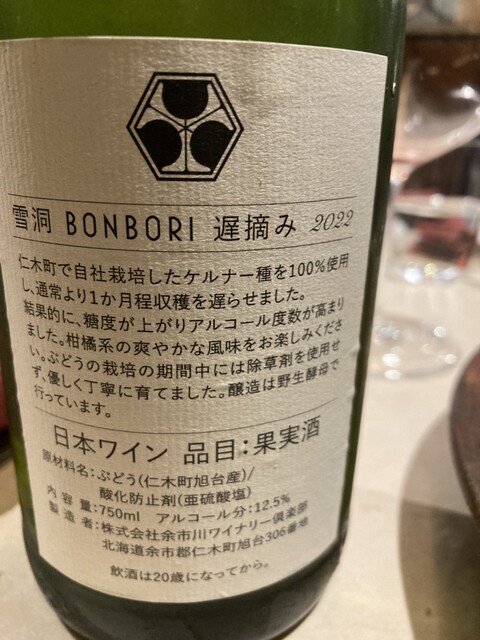 雪洞 BONBORI 遅摘み 2022
仁木町で自社栽培したケルナー種を100%使用
し、通常より1か月程収穫を遅らせました。
結果的に、糖度が上がりアルコール度数が高まり
ました。柑橘系の爽やかな風味をお楽しみくださ
い。ぶどうの栽培の期間中には除草剤を使用せ
ず、優しく丁寧に育てました。醸造は野生酵母で
行っています。
日本ワイン 品目:果実酒
原材料名:ぶどう(仁木町旭台産)/
酸化防止剤(亜硫酸塩)
内容量:750ml アルコール分:12.5%
製造者:株式会社余市川ワイナリー倶楽部
北海道余市郡仁木町旭台306番地
飲酒は20歳になってから。